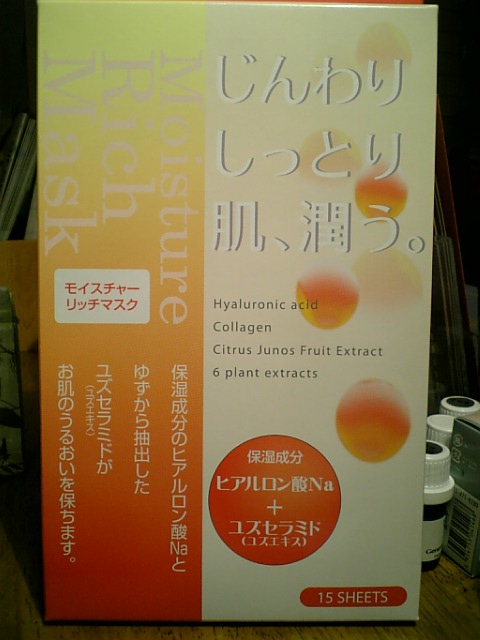 Moisture
Rich
Mask
じんわり
しっとり
肌、潤う。
モイスチャー
リッチマスク
Hyaluronic acid
Collagen
Citrus Junos Fruit Extract
6 plant extracts
保湿成分のヒアルロン酸Naと
ゆずから抽出した
ユズセラミドが
(ユズエキス)
お肌のうるおいを保ちます。
保湿成分
ヒアルロン酸Na
+
ユズセラミド
(ユズエキス)
15 SHEETS